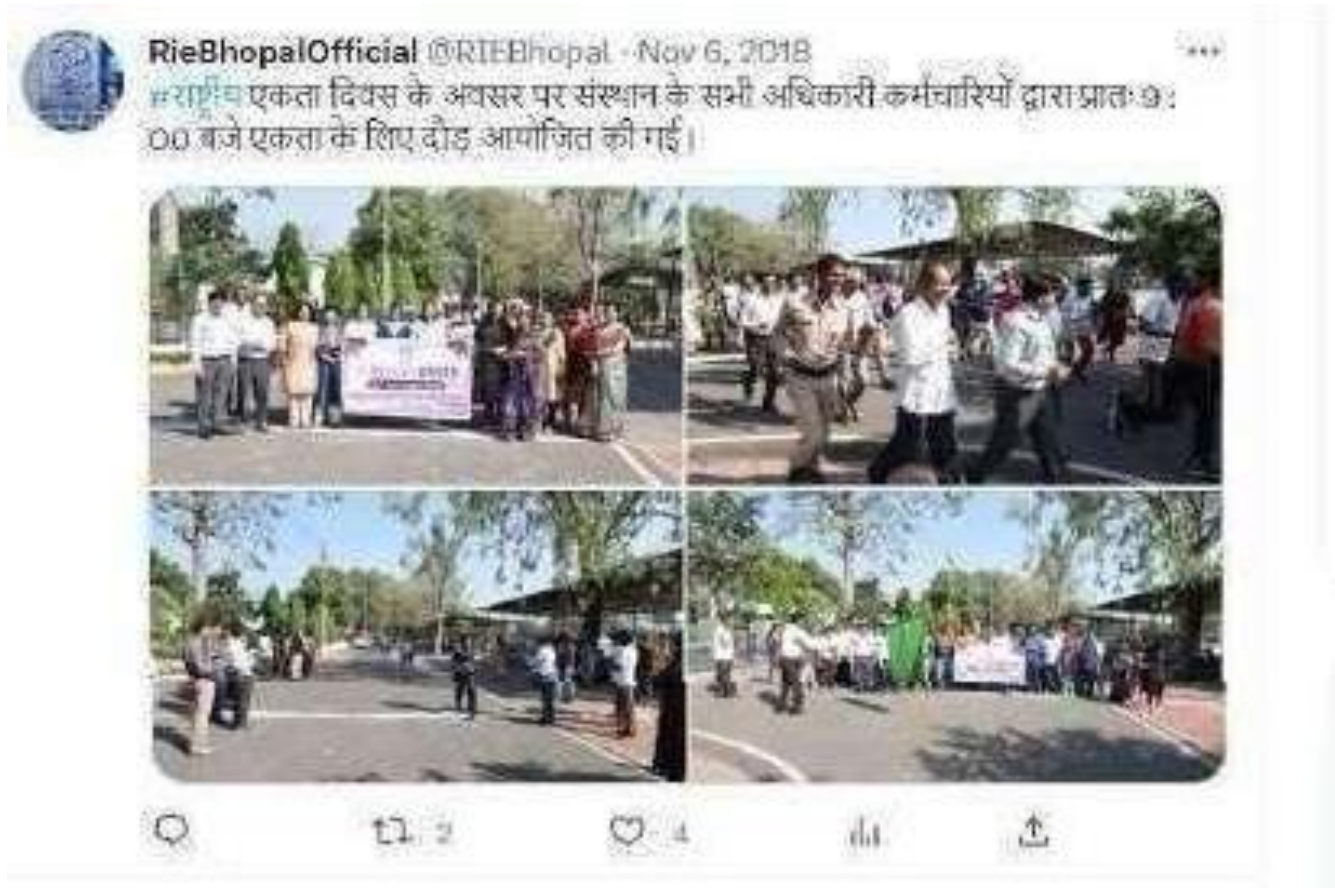 RieBhopalOfficial @RIEBhopal · Nov 6, 2018
#राष्ट्रीय एकता दिवस के अवसर पर संस्थान के सभी अधिकारी कर्मचारियों द्वारा प्रातः 9:
00 बजे एकता के लिए दौड़ आयोजित की गई।
2 4